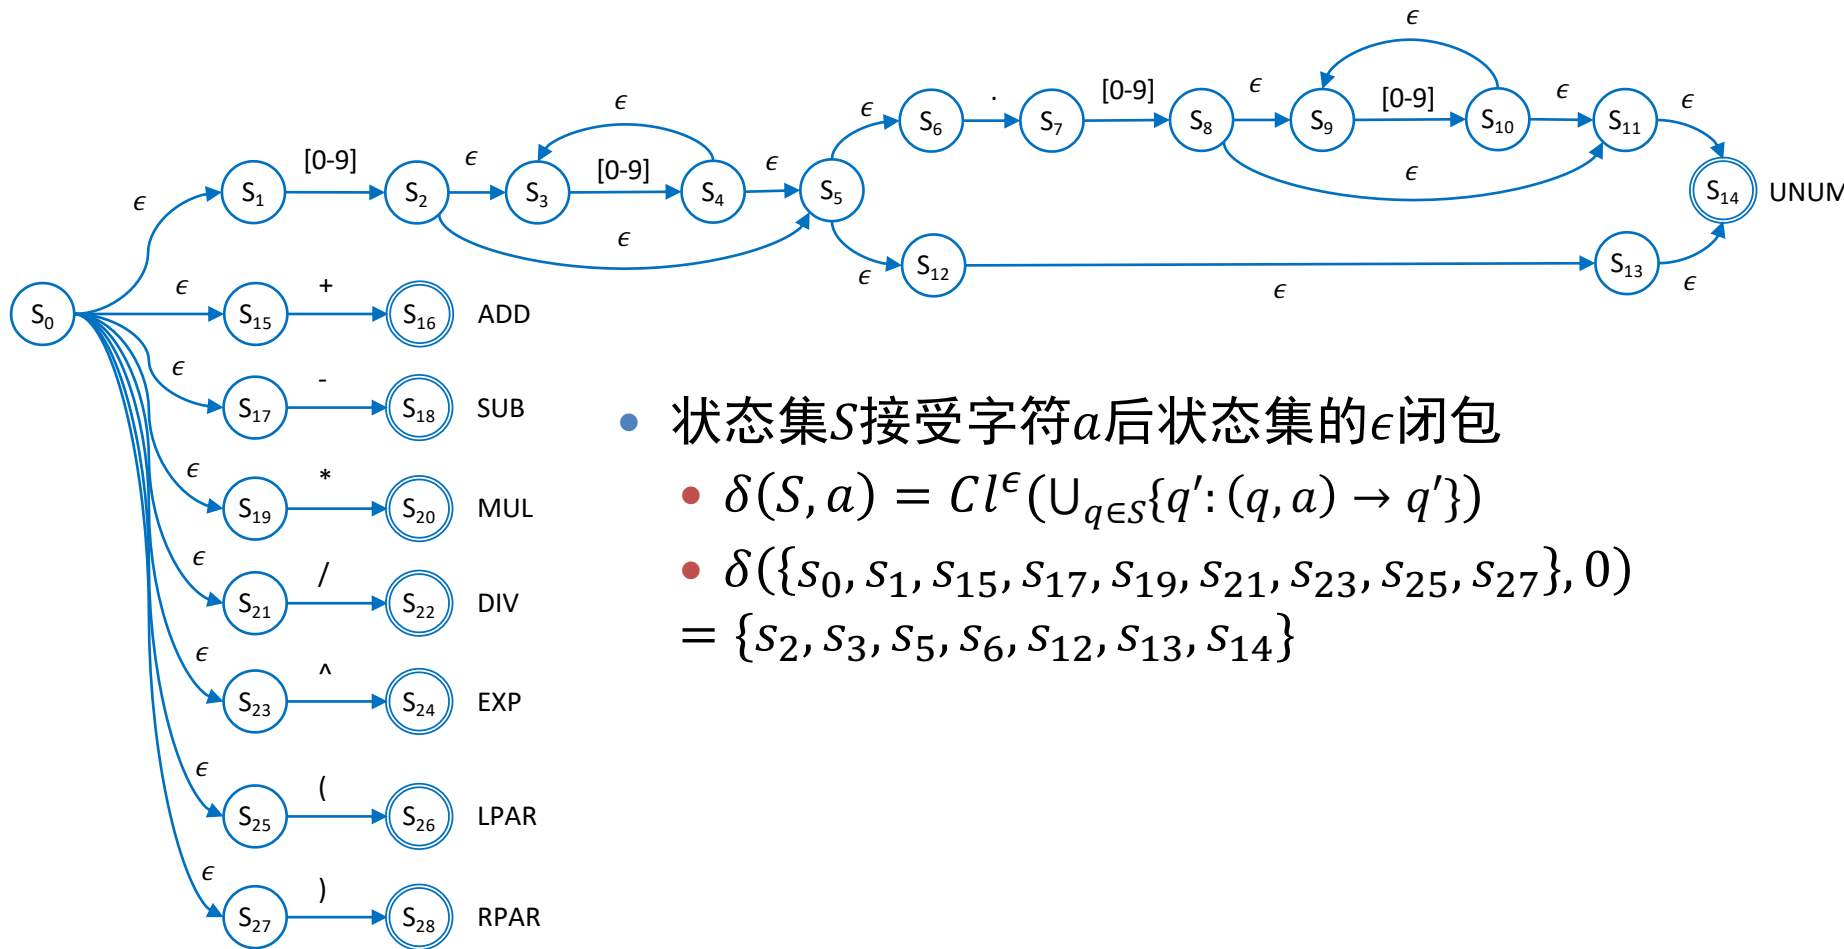 ϵ
ϵ [0-9] ϵ
. [0-9] ϵ [0-9] ϵ ϵ
S₆ S₇ S₈ S₉ S₁₀ S₁₁
[0-9] ϵ [0-9] ϵ ϵ
ϵ S₁ S₂ S₃ S₄ S₅ S₁₄ UNUM
ϵ
ϵ S₁₂ ϵ S₁₃ ϵ
S₀ ϵ S₁₅ + S₁₆ ADD
ϵ S₁₇ - S₁₈ SUB
ϵ S₁₉ * S₂₀ MUL
ϵ S₂₁ / S₂₂ DIV
ϵ S₂₃ ^ S₂₄ EXP
ϵ S₂₅ ( S₂₆ LPAR
ϵ S₂₇ ) S₂₈ RPAR
• 状态集S接受字符a后状态集的ϵ闭包
• δ(S, a) = Cl^ϵ(∪_{q∈S}{q′: (q, a) → q′})
• δ({s₀, s₁, s₁₅, s₁₇, s₁₉, s₂₁, s₂₃, s₂₅, s₂₇}, 0)
= {s₂, s₃, s₅, s₆, s₁₂, s₁₃, s₁₄}